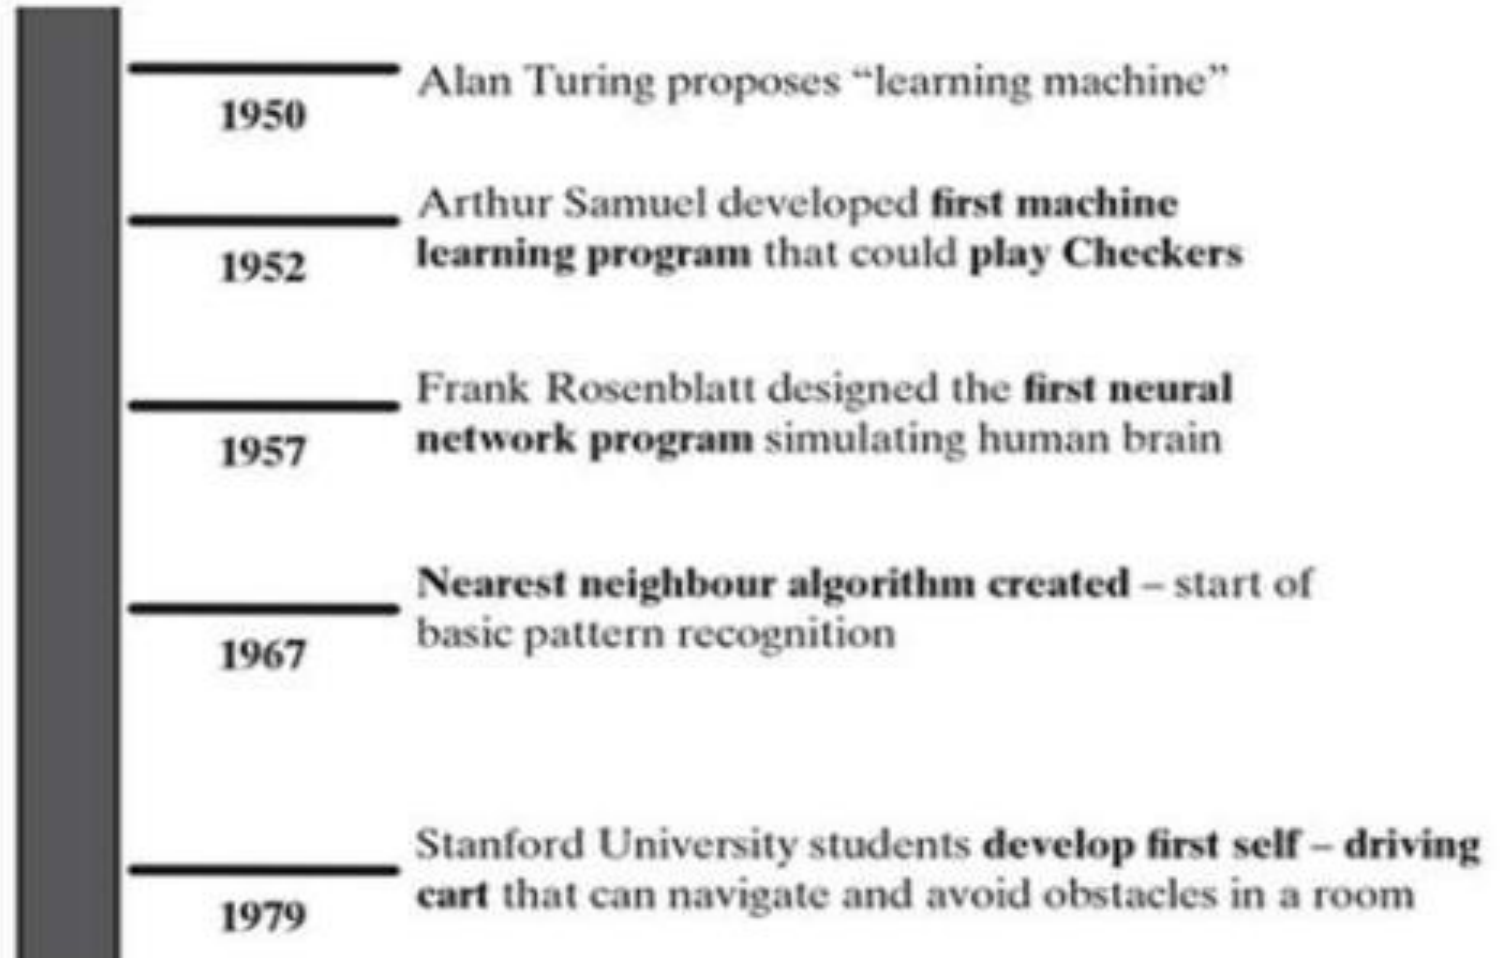 Alan Turing proposes “learning machine”
1950
Arthur Samuel developed first machine
learning program that could play Checkers
1952
Frank Rosenblatt designed the first neural
network program simulating human brain
1957
Nearest neighbour algorithm created – start of
basic pattern recognition
1967
Stanford University students develop first self – driving
cart that can navigate and avoid obstacles in a room
1979